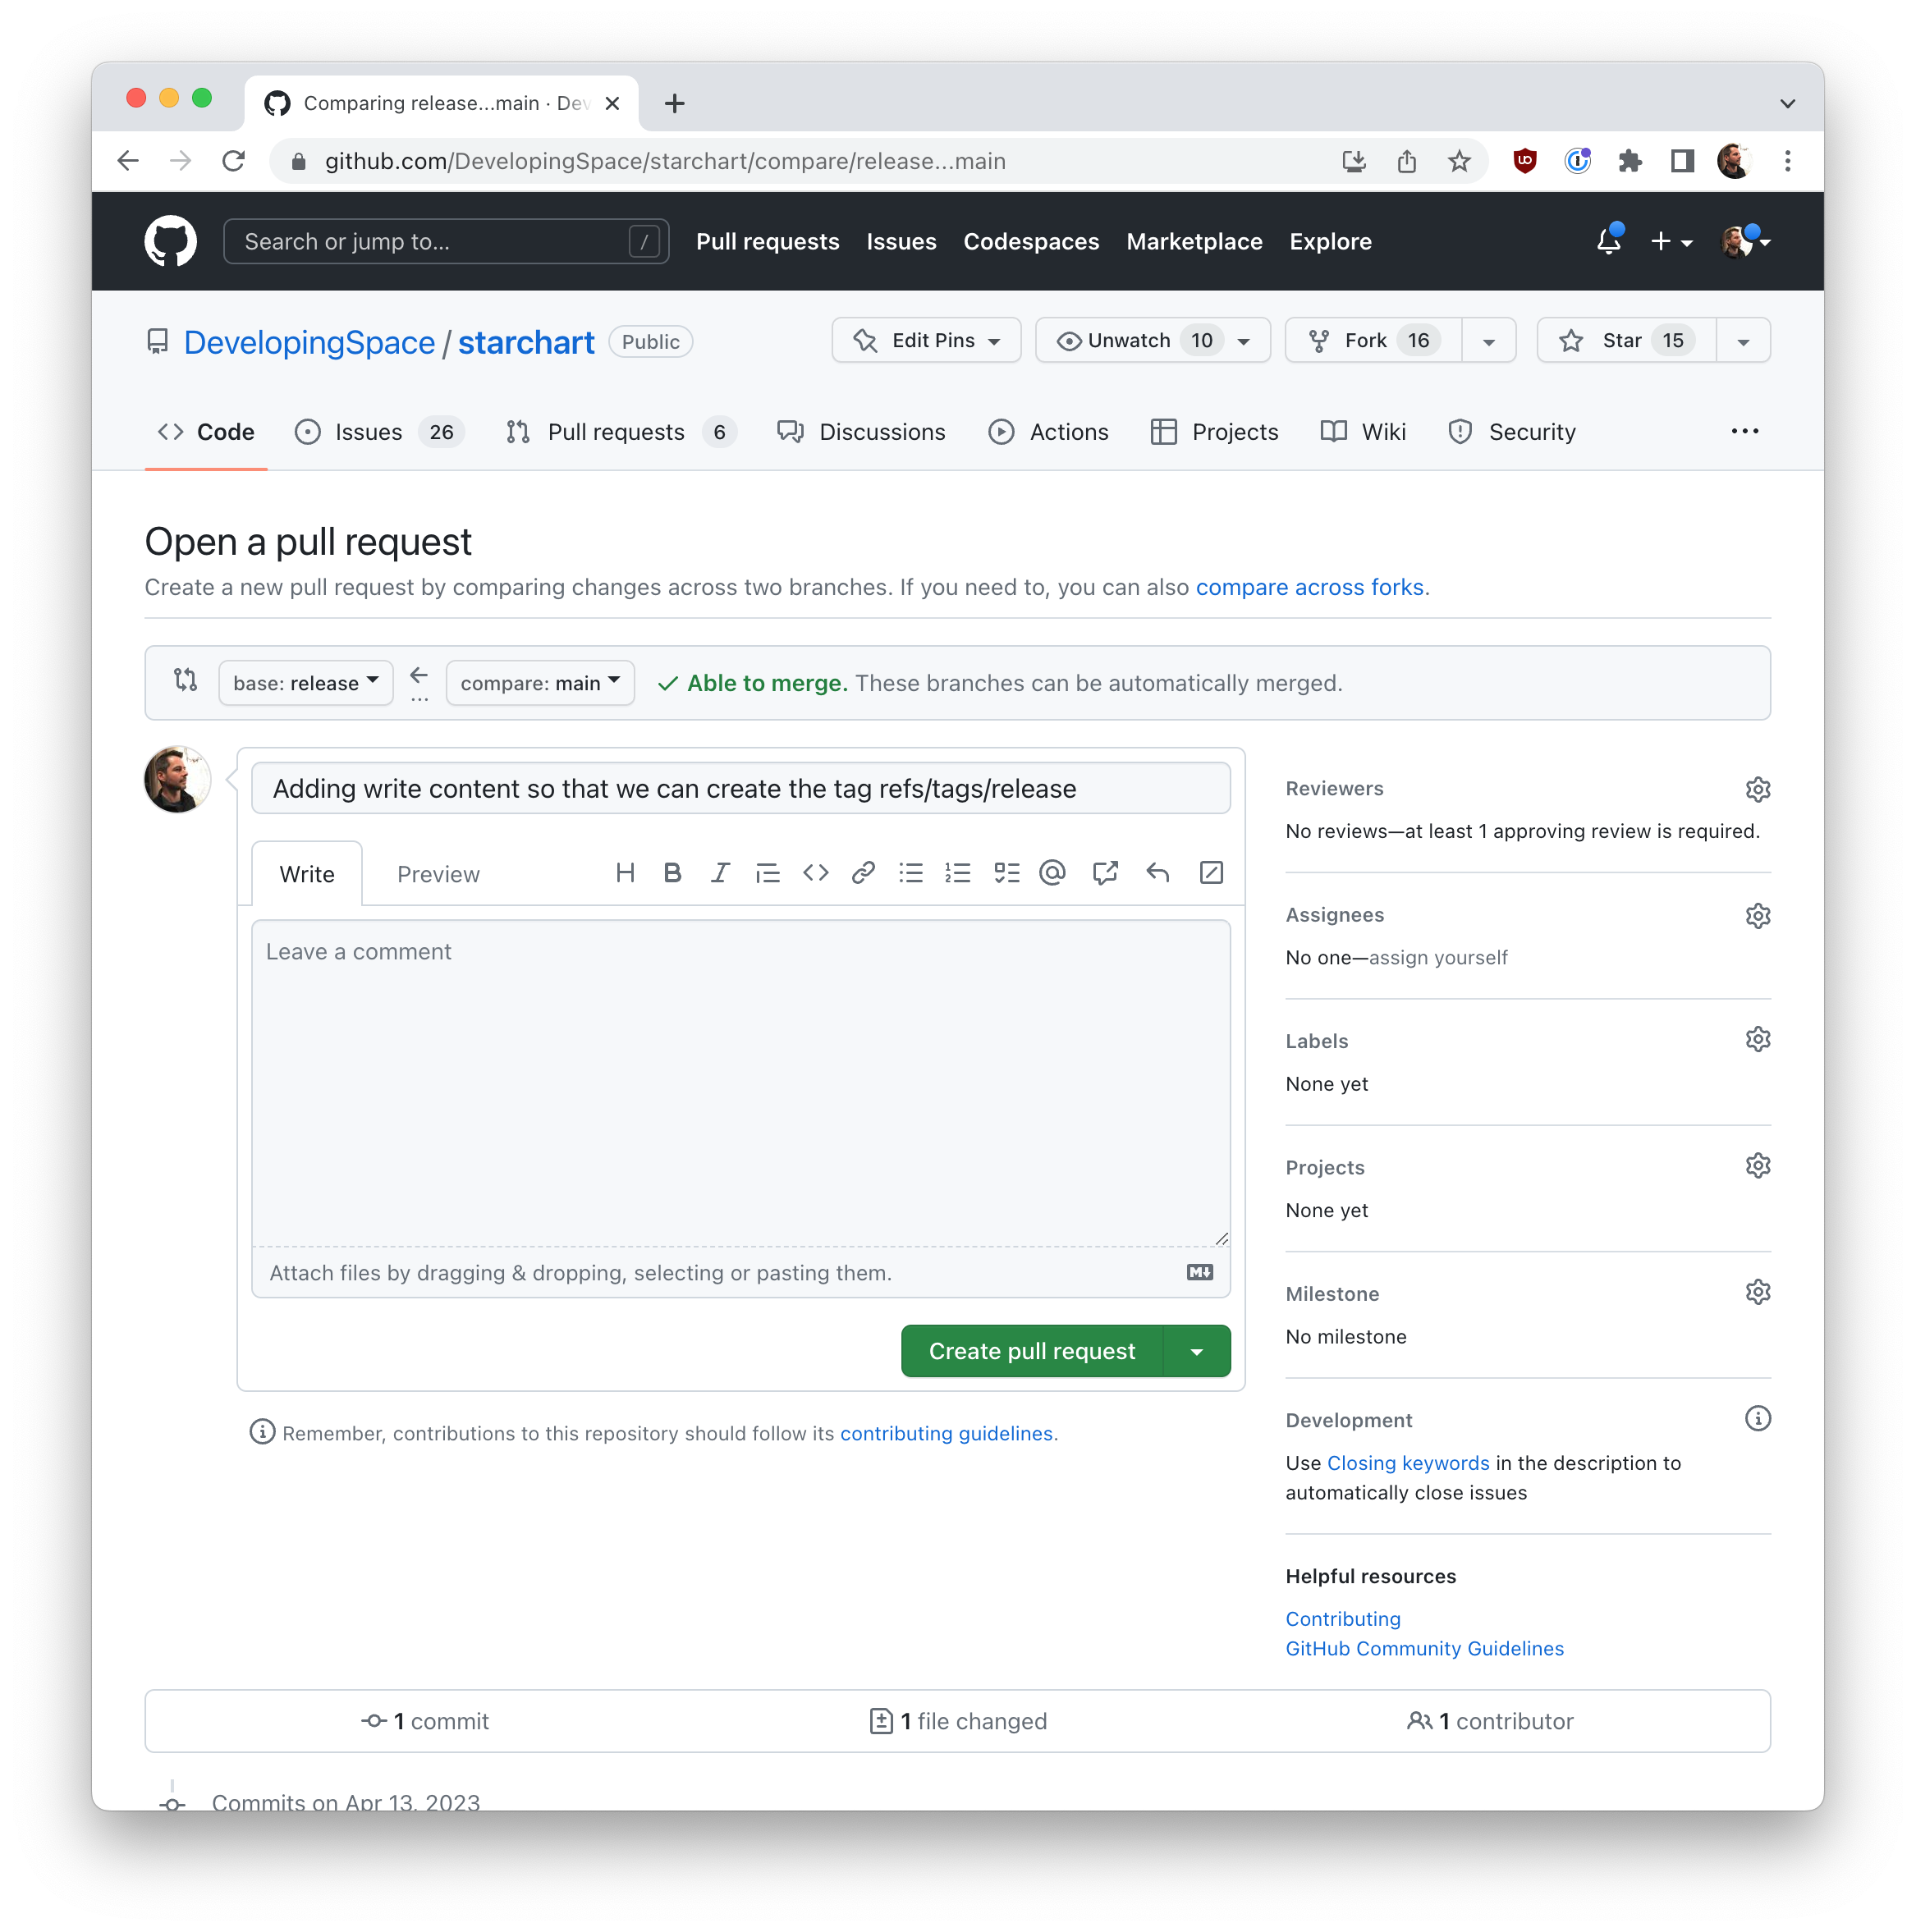 Comparing release...main · Dev
github.com/DevelopingSpace/starchart/compare/release...main
Search or jump to... / Pull requests Issues Codespaces Marketplace Explore
DevelopingSpace / starchart Public Edit Pins Unwatch 10 Fork 16 Star 15
Code Issues 26 Pull requests 6 Discussions Actions Projects Wiki Security ...
Open a pull request
Create a new pull request by comparing changes across two branches. If you need to, you can also compare across forks.
base: release ... compare: main Able to merge. These branches can be automatically merged.
Adding write content so that we can create the tag refs/tags/release
Write Preview
Leave a comment
Attach files by dragging & dropping, selecting or pasting them.
Create pull request
Remember, contributions to this repository should follow its contributing guidelines.
Reviewers
No reviews—at least 1 approving review is required.
Assignees
No one—assign yourself
Labels
None yet
Projects
None yet
Milestone
No milestone
Development
Use Closing keywords in the description to
automatically close issues
Helpful resources
Contributing
GitHub Community Guidelines
1 commit 1 file changed 1 contributor
Commits on Apr 13, 2023